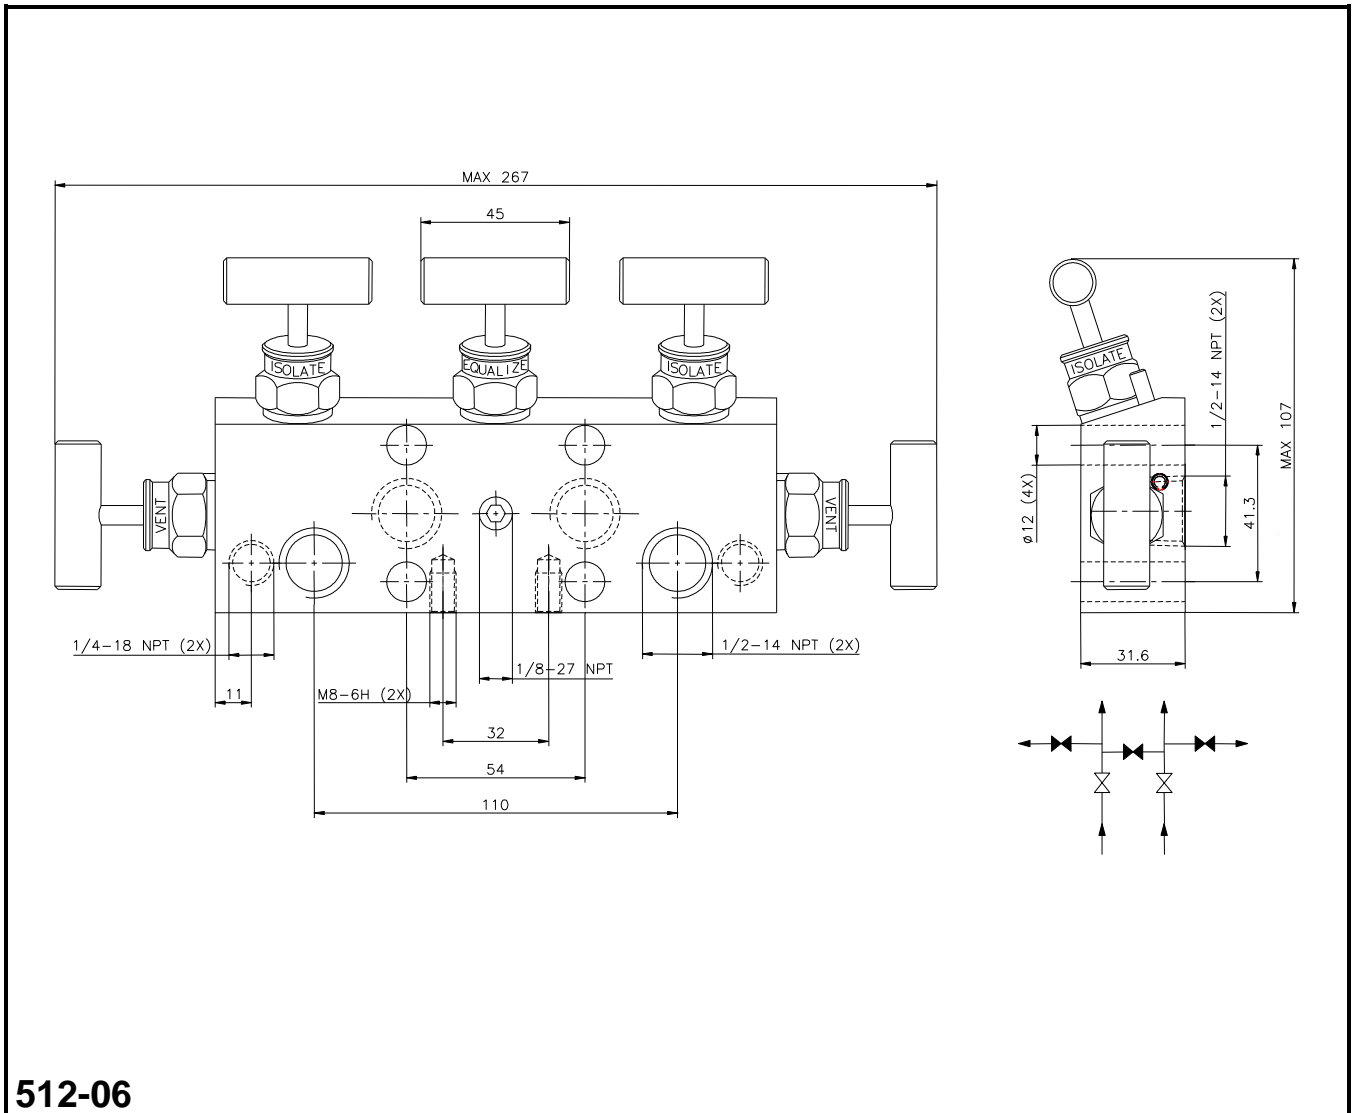 MAX 267
45
ISOLATE
EQUALIZE
ISOLATE
VENT
VENT
1/4-18 NPT (2X)
1/2-14 NPT (2X)
1/8-27 NPT
11
M8-6H (2X)
32
54
110
ISOLATE
1/2-14 NPT (2X)
MAX 107
ø12 (4X)
41.3
31.6
512-06